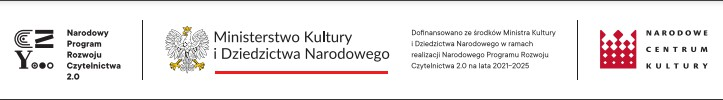 CZ
Y
Narodowy
Program
Rozwoju
Czytelnictwa
2.0
Ministerstwo Kultury
i Dziedzictwa Narodowego
Dofinansowano ze środków Ministra Kultury
i Dziedzictwa Narodowego w ramach
realizacji Narodowego Programu Rozwoju
Czytelnictwa 2.0 na lata 2021–2025
NARODOWE
CENTRUM
KULTURY